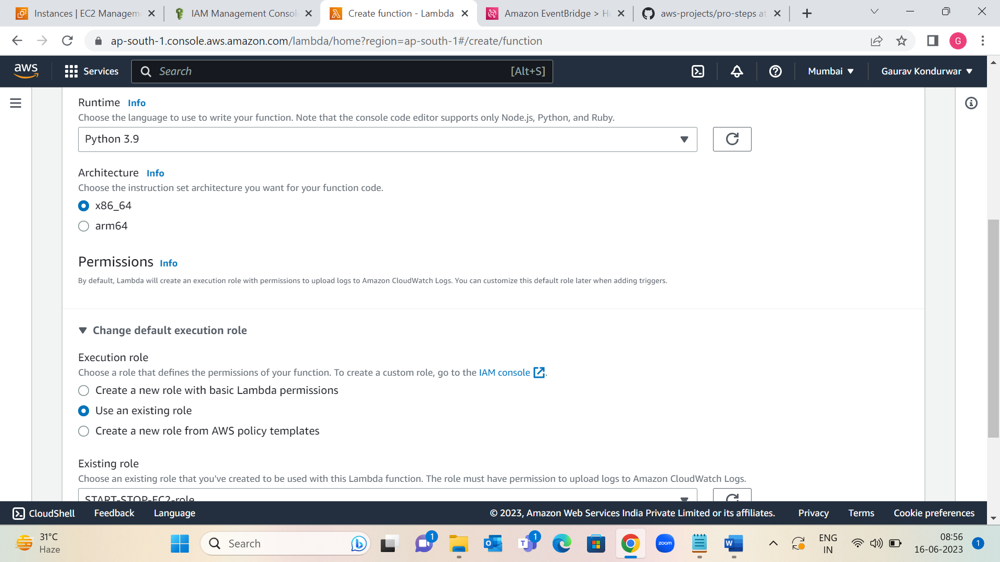 Instances | EC2 Managem
IAM Management Consol
Create function - Lambda
Amazon EventBridge > H
aws-projects/pro-steps at
ap-south-1.console.aws.amazon.com/lambda/home?region=ap-south-1#/create/function
G
aws
Services
Search
[Alt+S]
Mumbai
Gaurav Kondurwar
Runtime Info
Choose the language to use to write your function. Note that the console code editor supports only Node.js, Python, and Ruby.
Python 3.9
Architecture Info
Choose the instruction set architecture you want for your function code.
x86_64
arm64
Permissions Info
By default, Lambda will create an execution role with permissions to upload logs to Amazon CloudWatch Logs. You can customize this default role later when adding triggers.
Change default execution role
Execution role
Choose a role that defines the permissions of your function. To create a custom role, go to the IAM console.
Create a new role with basic Lambda permissions
Use an existing role
Create a new role from AWS policy templates
Existing role
Choose an existing role that you've created to be used with this Lambda function. The role must have permission to upload logs to Amazon CloudWatch Logs.
START-STOP-EC2-role
CloudShell
Feedback
Language
© 2023, Amazon Web Services India Private Limited or its affiliates.
Privacy
Terms
Cookie preferences
31°C
Haze
Search
1
1
zoom
ENG
IN
08:56
16-06-2023
1